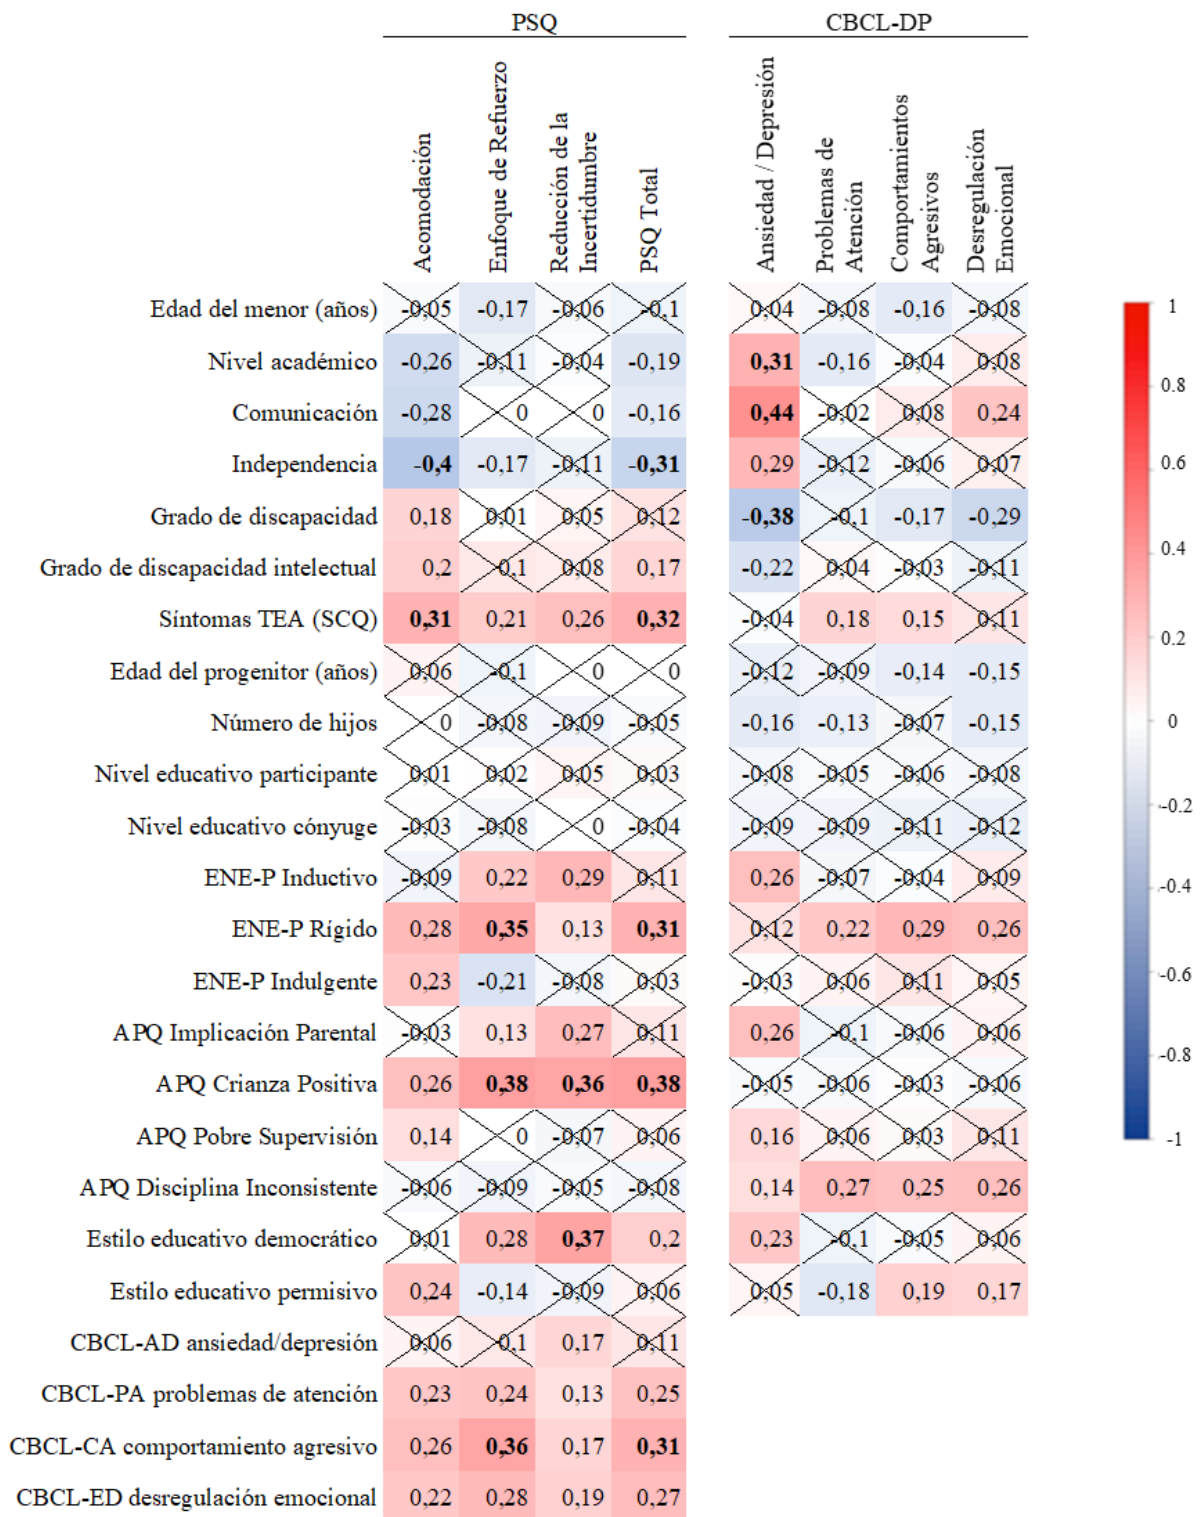 PSQ CBCL-DP
Acomodación
Enfoque de Refuerzo
Reducción de la
Incertidumbre
PSQ Total
Ansiedad / Depresión
Problemas de
Atención
Comportamientos
Agresivos
Desregulación
Emocional
Edad del menor (años) -0,05 -0,17 -0,06 -0,1 0,04 -0,08 -0,16 -0,08
Nivel académico -0,26 -0,11 -0,04 -0,19 0,31 -0,16 -0,04 0,08
Comunicación -0,28 0 0 -0,16 0,44 -0,02 0,08 0,24
Independencia -0,4 -0,17 -0,11 -0,31 0,29 -0,12 -0,06 0,07
Grado de discapacidad 0,18 0,01 0,05 0,12 -0,38 -0,1 -0,17 -0,29
Grado de discapacidad intelectual 0,2 0,1 0,08 0,17 -0,22 0,04 -0,03 -0,11
Síntomas TEA (SCQ) 0,31 0,21 0,26 0,32 -0,04 0,18 0,15 0,11
Edad del progenitor (años) 0,06 -0,1 0 0 -0,12 -0,09 -0,14 -0,15
Número de hijos 0 -0,08 -0,09 -0,05 -0,16 -0,13 -0,07 -0,15
Nivel educativo participante 0,01 0,02 0,05 0,03 -0,08 -0,05 -0,06 -0,08
Nivel educativo cónyuge -0,03 -0,08 0 -0,04 -0,09 -0,09 -0,11 -0,12
ENE-P Inductivo -0,09 0,22 0,29 0,11 0,26 -0,07 -0,04 0,09
ENE-P Rígido 0,28 0,35 0,13 0,31 0,12 0,22 0,29 0,26
ENE-P Indulgente 0,23 -0,21 -0,08 0,03 -0,03 0,06 0,11 0,05
APQ Implicación Parental -0,03 0,13 0,27 0,11 0,26 -0,1 -0,06 0,06
APQ Crianza Positiva 0,26 0,38 0,36 0,38 -0,05 -0,06 -0,03 -0,06
APQ Pobre Supervisión 0,14 0 -0,07 0,06 0,16 0,06 0,03 0,11
APQ Disciplina Inconsistente -0,06 -0,09 -0,05 -0,08 0,14 0,27 0,25 0,26
Estilo educativo democrático 0,01 0,28 0,37 0,2 0,23 -0,1 -0,05 0,06
Estilo educativo permisivo 0,24 -0,14 -0,09 0,06 0,05 -0,18 0,19 0,17
CBCL-AD ansiedad/depresión 0,06 0,1 0,17 0,11
CBCL-PA problemas de atención 0,23 0,24 0,13 0,25
CBCL-CA comportamiento agresivo 0,26 0,36 0,17 0,31
CBCL-ED desregulación emocional 0,22 0,28 0,19 0,27
1
0.8
0.6
0.4
0.2
0
-0.2
-0.4
-0.6
-0.8
-1